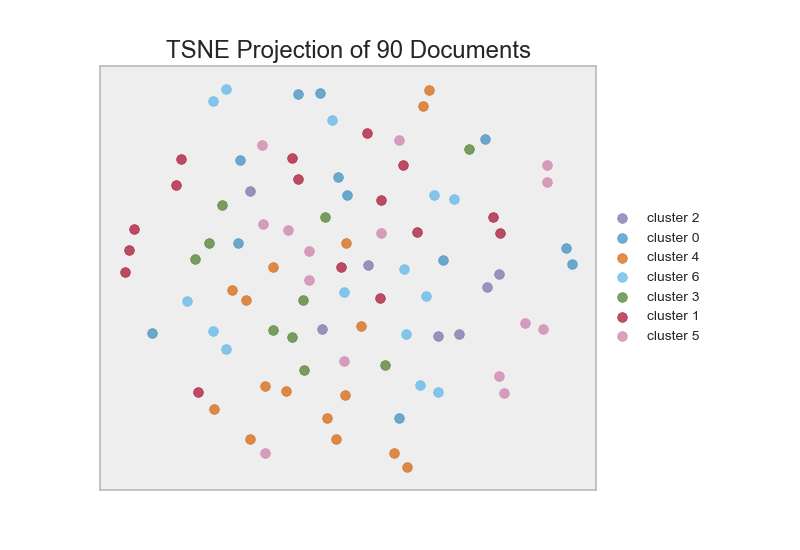 TSNE Projection of 90 Documents
cluster 2
cluster 0
cluster 4
cluster 6
cluster 3
cluster 1
cluster 5